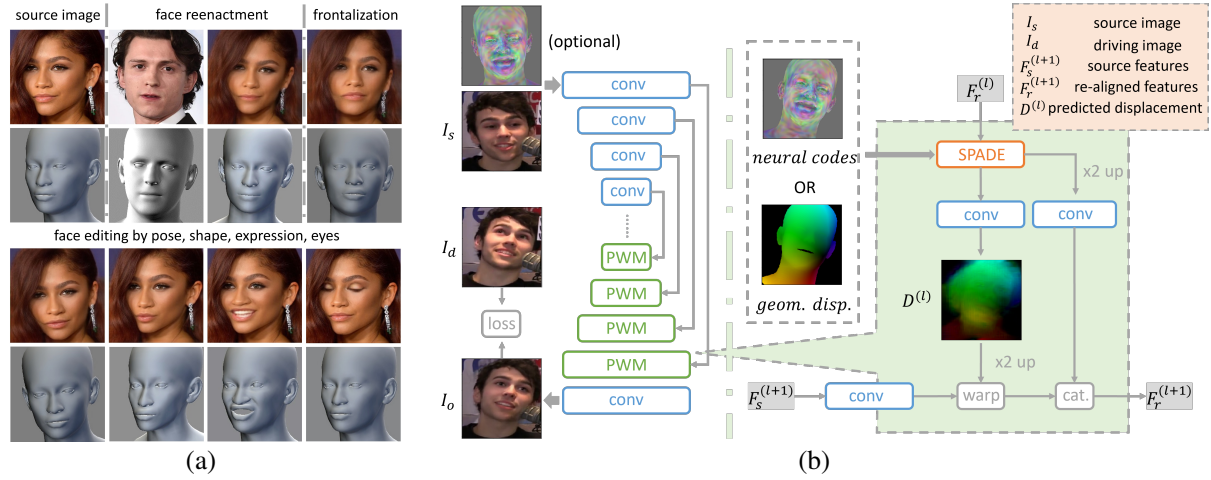 source image
face reenactment
frontalization
face editing by pose, shape, expression, eyes
(a)
(optional)
I_s
I_d
loss
I_o
conv
conv
conv
conv
PWM
PWM
PWM
PWM
conv
neural codes
OR
geom. disp.
I_s source image
I_d driving image
F_s^{(l+1)} source features
F_r^{(l+1)} re-aligned features
D^{(l)} predicted displacement
F_r^{(l)}
SPADE
x2 up
conv
conv
D^{(l)}
x2 up
F_s^{(l+1)}
conv
warp
cat.
F_r^{(l+1)}
(b)